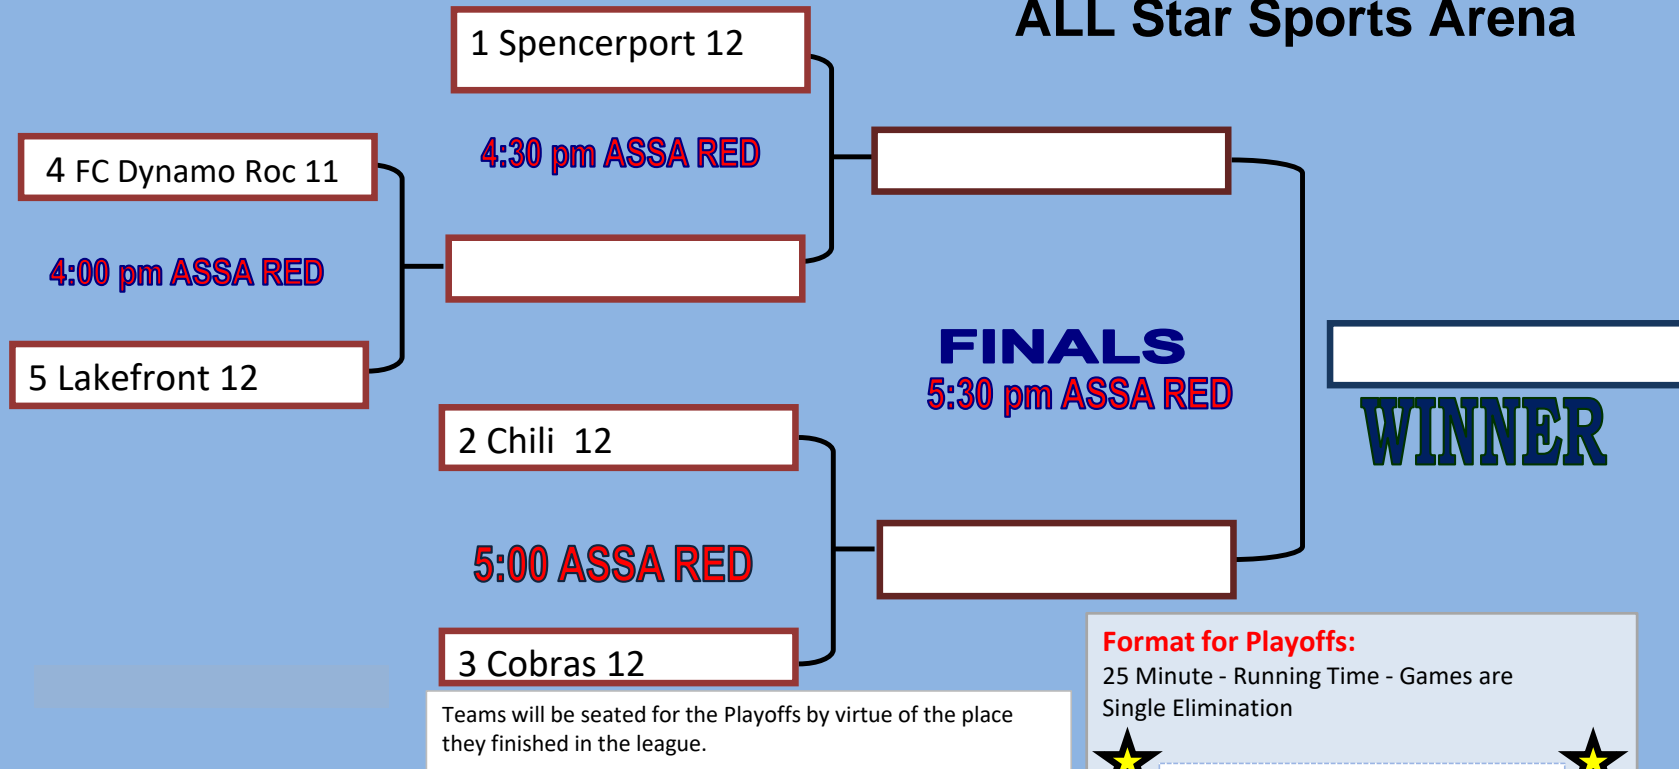 ALL Star Sports Arena
1 Spencerport 12
4:30 pm ASSA RED
4 FC Dynamo Roc 11
4:00 pm ASSA RED
5 Lakefront 12
FINALS
5:30 pm ASSA RED
WINNER
2 Chili  12
5:00 ASSA RED
3 Cobras 12
Teams will be seated for the Playoffs by virtue of the place
they finished in the league.
Format for Playoffs:
25 Minute - Running Time - Games are
Single Elimination